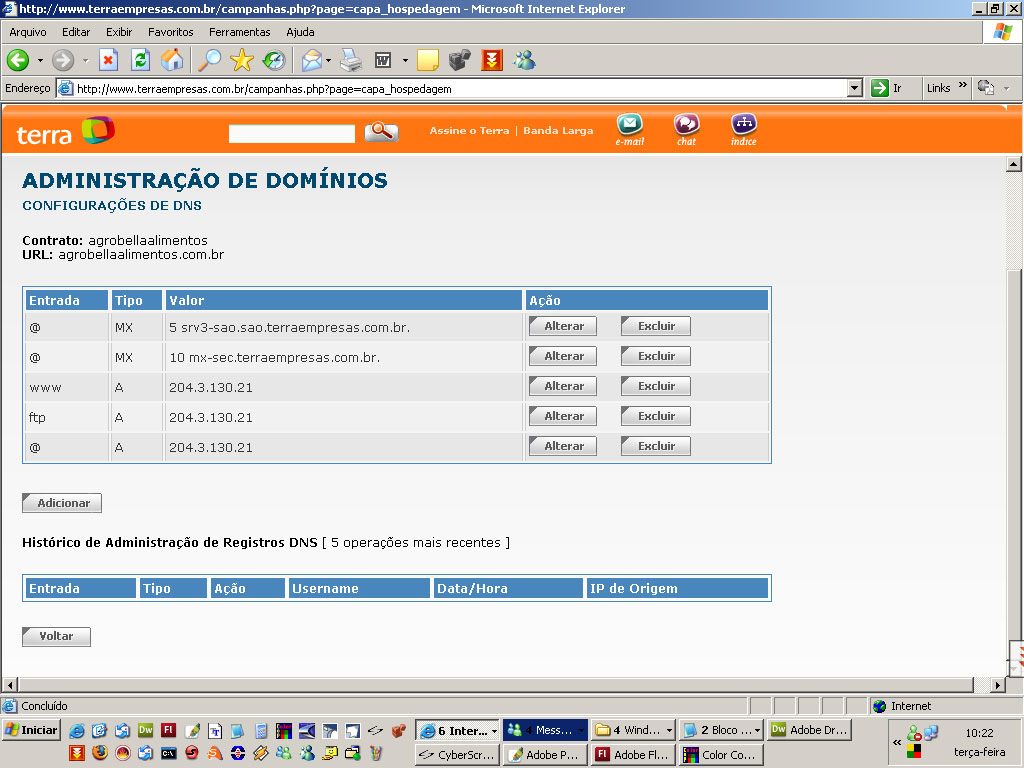 http://www.terraempresas.com.br/campanhas.php?page=capa_hospedagem - Microsoft Internet Explorer
Arquivo Editar Exibir Favoritos Ferramentas Ajuda
Endereço http://www.terraempresas.com.br/campanhas.php?page=capa_hospedagem Ir Links »
terra Assine o Terra | Banda Larga e-mail chat índice
ADMINISTRAÇÃO DE DOMÍNIOS
CONFIGURAÇÕES DE DNS
Contrato: agrobellaalimentos
URL: agrobellaalimentos.com.br
Entrada Tipo Valor Ação
@ MX 5 srv3-sao.sao.terraempresas.com.br. Alterar Excluir
@ MX 10 mx-sec.terraempresas.com.br. Alterar Excluir
www A 204.3.130.21 Alterar Excluir
ftp A 204.3.130.21 Alterar Excluir
@ A 204.3.130.21 Alterar Excluir
Adicionar
Histórico de Administração de Registros DNS [ 5 operações mais recentes ]
Entrada Tipo Ação Username Data/Hora IP de Origem
Voltar
Concluído Internet
Iniciar 6 Inter... 4 Mess... 4 Wind... 2 Bloco ... Adobe Dr... « 10:22
CyberScr... Adobe P... Adobe Fl... Color Co... terça-feira